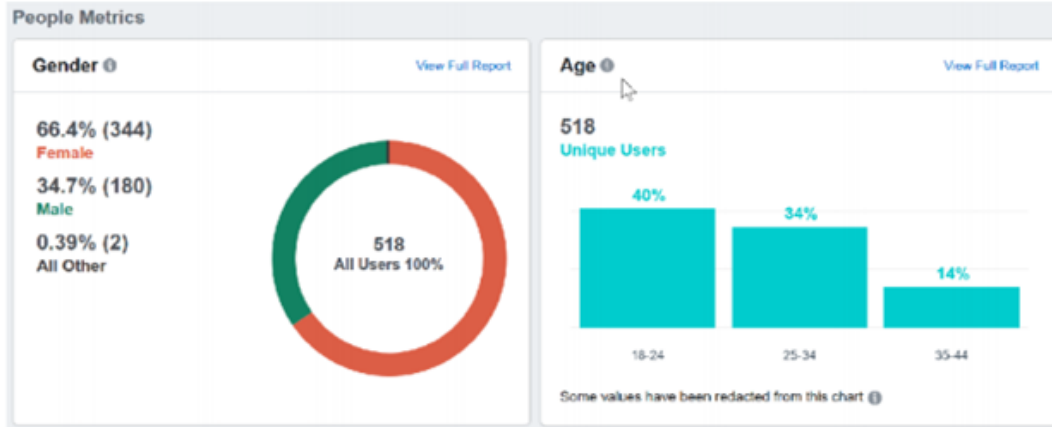 People Metrics
Gender
View Full Report
66.4% (344)
Female
34.7% (180)
Male
0.39% (2)
All Other
518
All Users 100%
Age
View Full Report
518
Unique Users
40%
34%
14%
18-24
25-34
35-44
Some values have been redacted from this chart